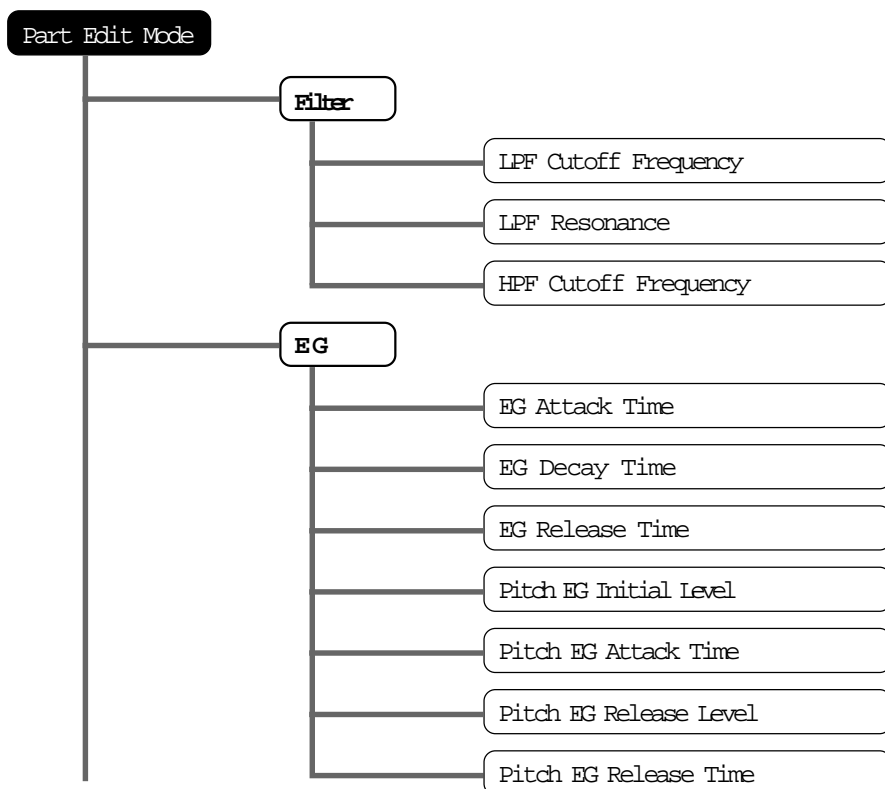 Part Edit Mode
Filter
LPF Cutoff Frequency
LPF Resonance
HPF Cutoff Frequency
EG
EG Attack Time
EG Decay Time
EG Release Time
Pitch EG Initial Level
Pitch EG Attack Time
Pitch EG Release Level
Pitch EG Release Time